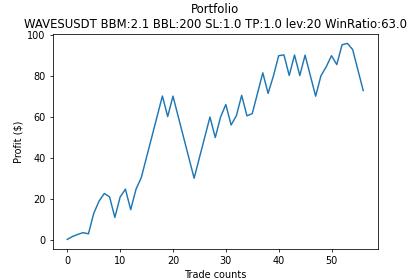 Portfolio
WAVESUSDT BBM:2.1 BBL:200 SL:1.0 TP:1.0 lev:20 WinRatio:63.0
100
80
60
40
20
0
Profit ($)
0 10 20 30 40 50
Trade counts